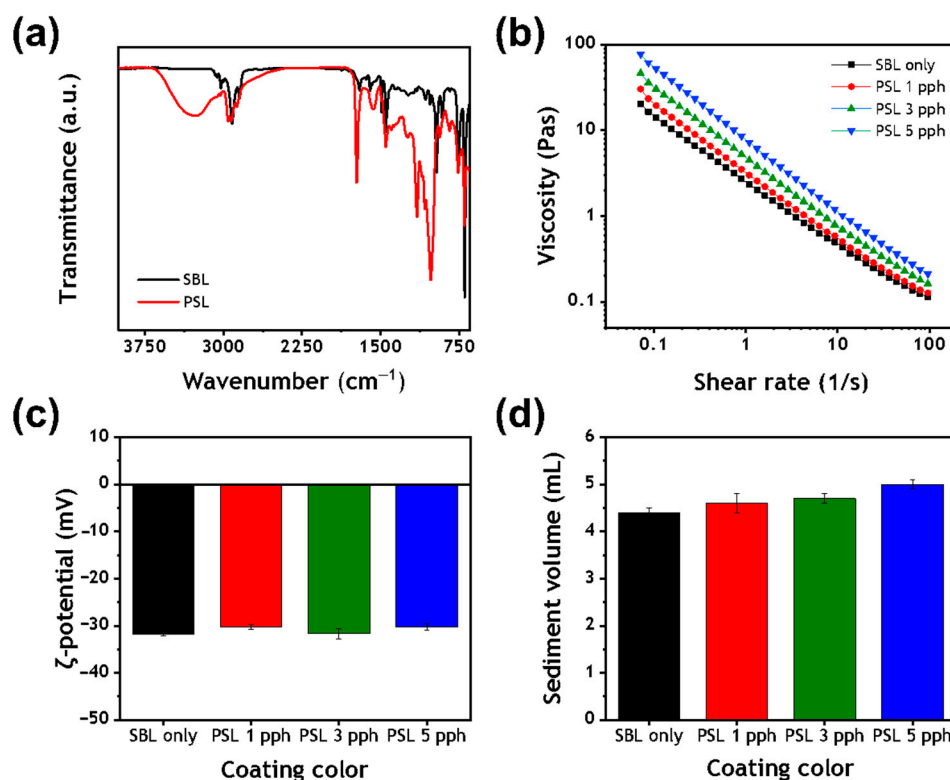 (a)
Transmittance (a.u.)
SBL
PSL
3750 3000 2250 1500 750
Wavenumber (cm⁻¹)
(b)
Viscosity (Pas)
100
10
1
0.1
SBL only
PSL 1 pph
PSL 3 pph
PSL 5 pph
0.1 1 10 100
Shear rate (1/s)
(c)
ζ-potential (mV)
10
0
−10
−20
−30
−40
−50
SBL only PSL 1 pph PSL 3 pph PSL 5 pph
Coating color
(d)
Sediment volume (mL)
6
5
4
3
2
1
0
SBL only PSL 1 pph PSL 3 pph PSL 5 pph
Coating color